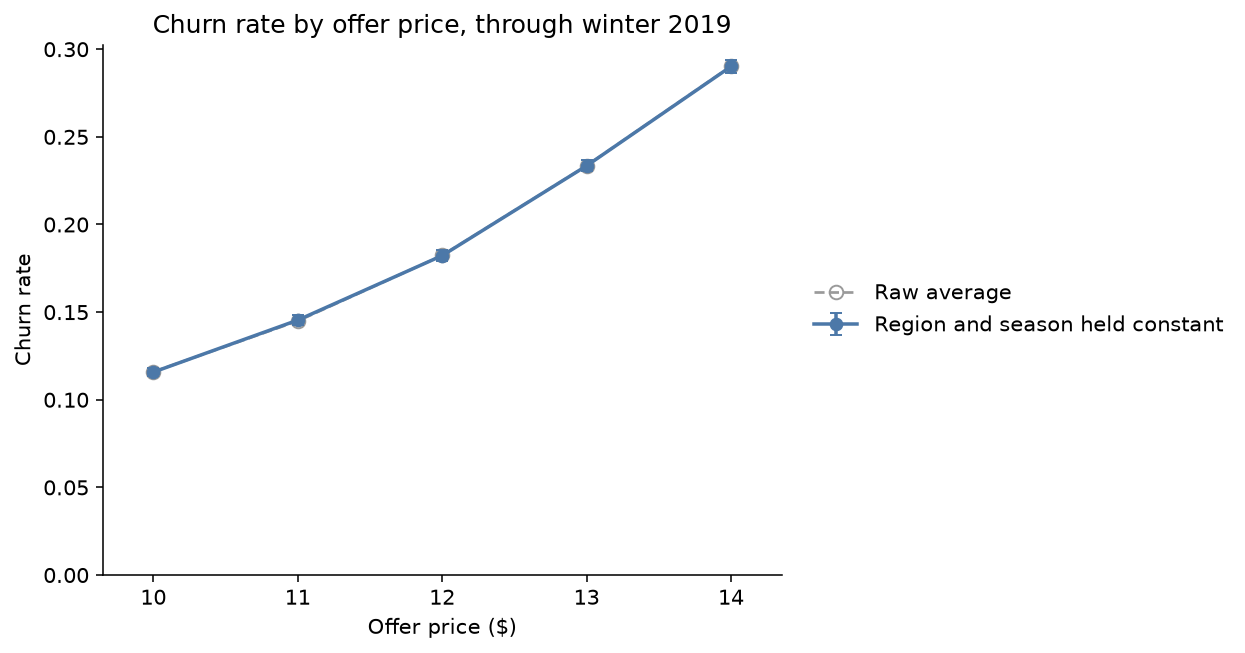 Churn rate by offer price, through winter 2019
0.30
0.25
0.20
0.15
0.10
0.05
0.00
Churn rate
10
11
12
13
14
Offer price ($)
Raw average
Region and season held constant